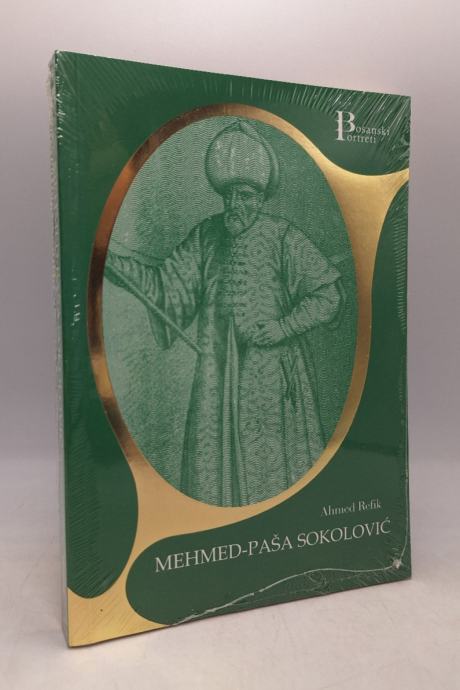 Bosanski
Portreti
Ahmed Refik
MEHMED-PAŠA SOKOLOVIĆ